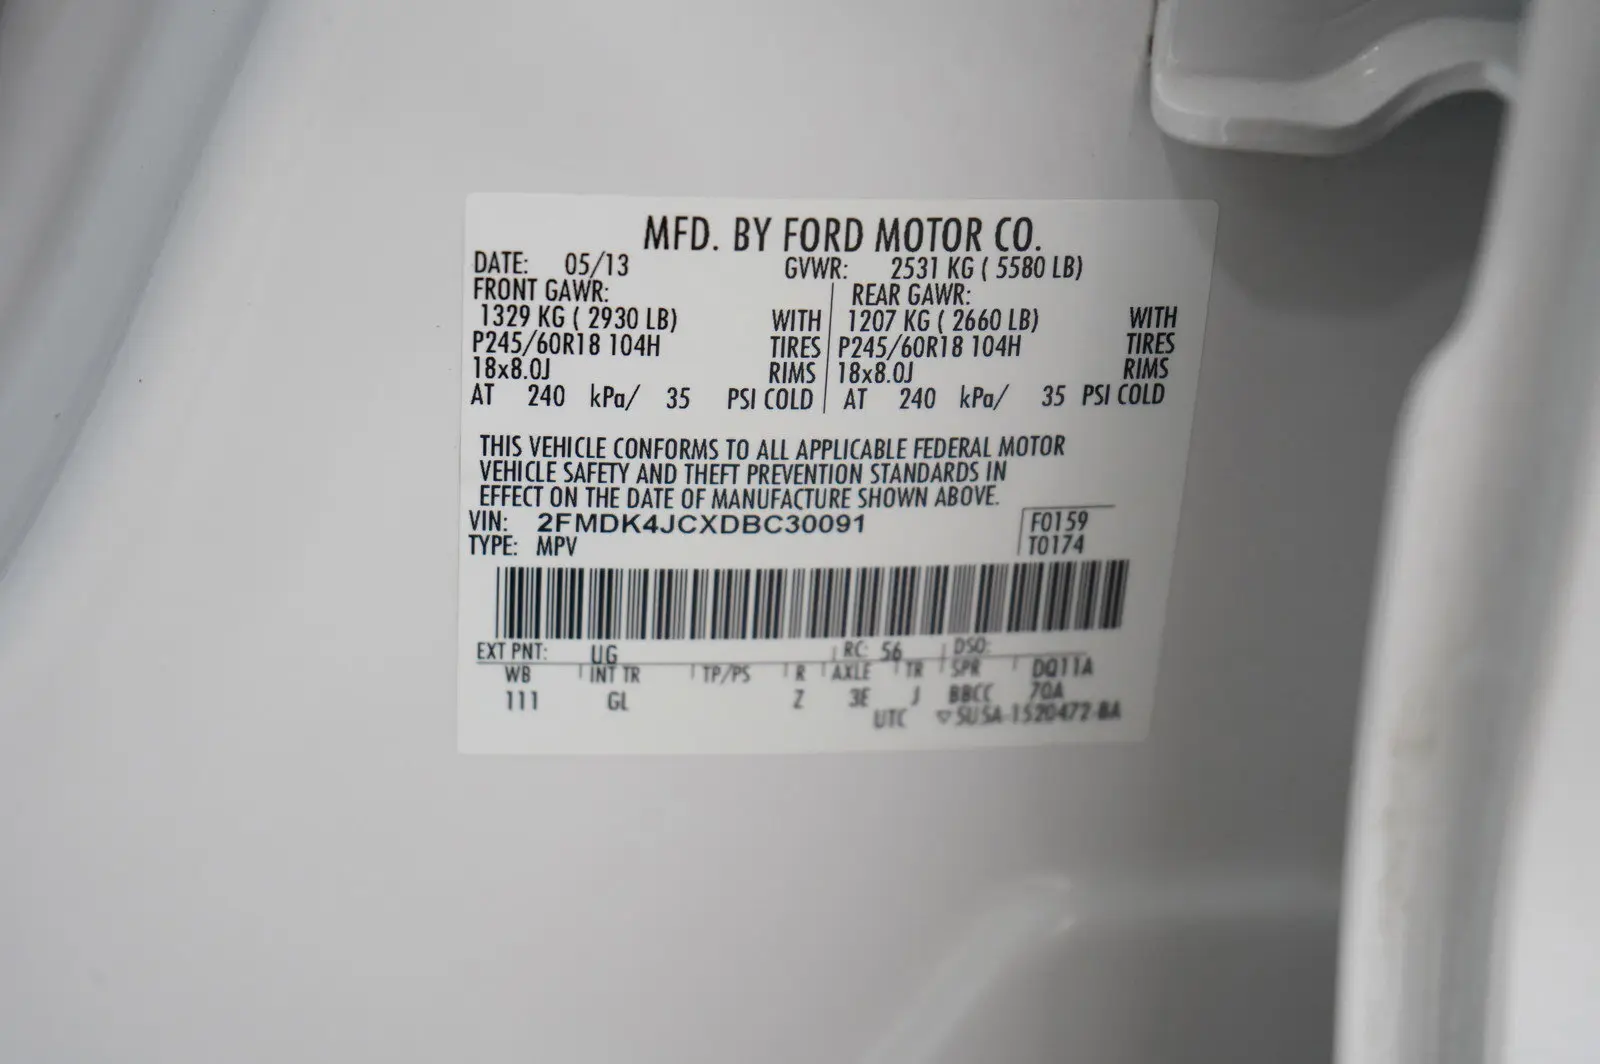 MFD. BY FORD MOTOR CO.
DATE: 05/13 GVWR: 2531 KG ( 5580 LB)
FRONT GAWR: REAR GAWR:
1329 KG ( 2930 LB) WITH 1207 KG ( 2660 LB) WITH
P245/60R18 104H TIRES P245/60R18 104H TIRES
18x8.0J RIMS 18x8.0J RIMS
AT 240 kPa/ 35 PSI COLD AT 240 kPa/ 35 PSI COLD
THIS VEHICLE CONFORMS TO ALL APPLICABLE FEDERAL MOTOR
VEHICLE SAFETY AND THEFT PREVENTION STANDARDS IN
EFFECT ON THE DATE OF MANUFACTURE SHOWN ABOVE.
VIN: 2FMDK4JCXDBC30091 F0159
TYPE: MPV T0174
EXT PNT: UG RC: 56 DSO:
WB INT TR TP/PS R AXLE TR SPR DQ11A
111 GL Z 3E J BBCC 70A
UTC ▽SUSA-1520472-BA